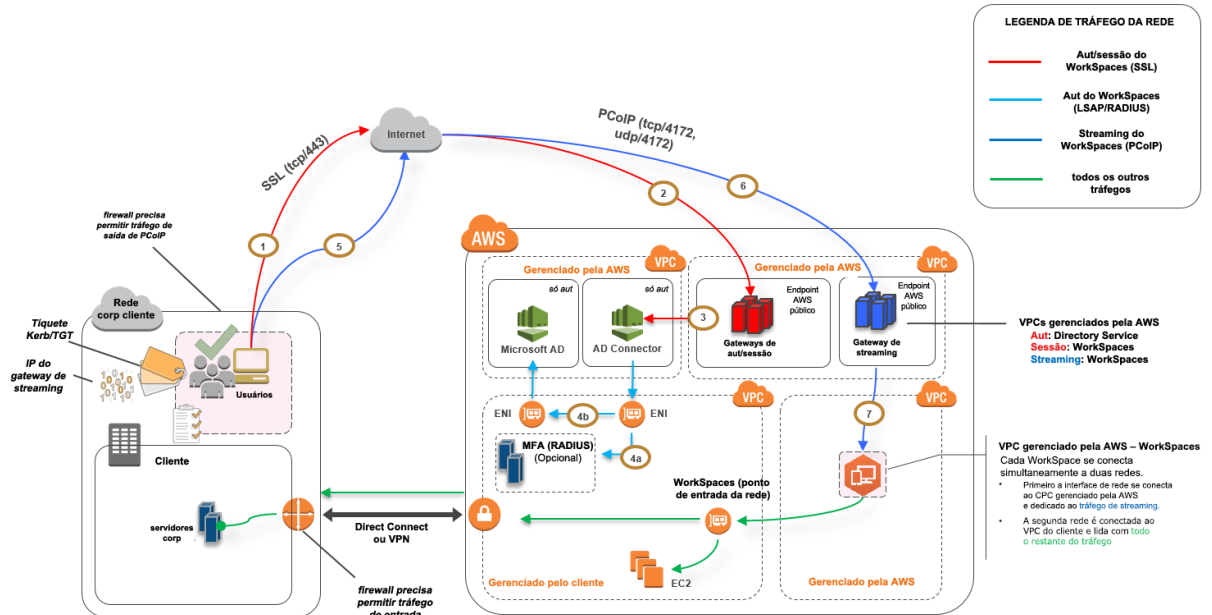 LEGENDA DE TRÁFEGO DA REDE
Aut/sessão do
WorkSpaces (SSL)
Aut do WorkSpaces
(LSAP/RADIUS)
Streaming do
WorkSpaces (PCoIP)
todos os outros
tráfegos
Internet
SSL (tcp/443)
PCoIP (tcp/4172,
udp/4172)
1
5
2
6
firewall precisa
permitir tráfego de
saída de PCoIP
Rede
corp cliente
Tíquete
Kerb/TGT
IP do
gateway de
streaming
Usuários
Cliente
servidores
corp
Direct Connect
ou VPN
firewall precisa
permitir tráfego
de entrada
AWS
VPC
Gerenciado pela AWS
só aut
Microsoft AD
só aut
AD Connector
3
VPC
Gerenciado pela AWS
Endpoint
AWS
público
Gateways de
aut/sessão
Endpoint
AWS
público
Gateway de
streaming
VPCs gerenciados pela AWS
Aut: Directory Service
Sessão: WorkSpaces
Streaming: WorkSpaces
VPC
ENI
4b
ENI
MFA (RADIUS)
(Opcional)
4a
WorkSpaces (ponto
de entrada da rede)
EC2
Gerenciado pelo cliente
VPC
7
Gerenciado pela AWS
VPC gerenciado pela AWS – WorkSpaces
Cada WorkSpace se conecta
simultaneamente a duas redes.
• Primeiro a interface de rede se conecta
ao CPC gerenciado pela AWS
e dedicado ao tráfego de streaming.
• A segunda rede é conectada ao
VPC do cliente e lida com todo
o restante do tráfego